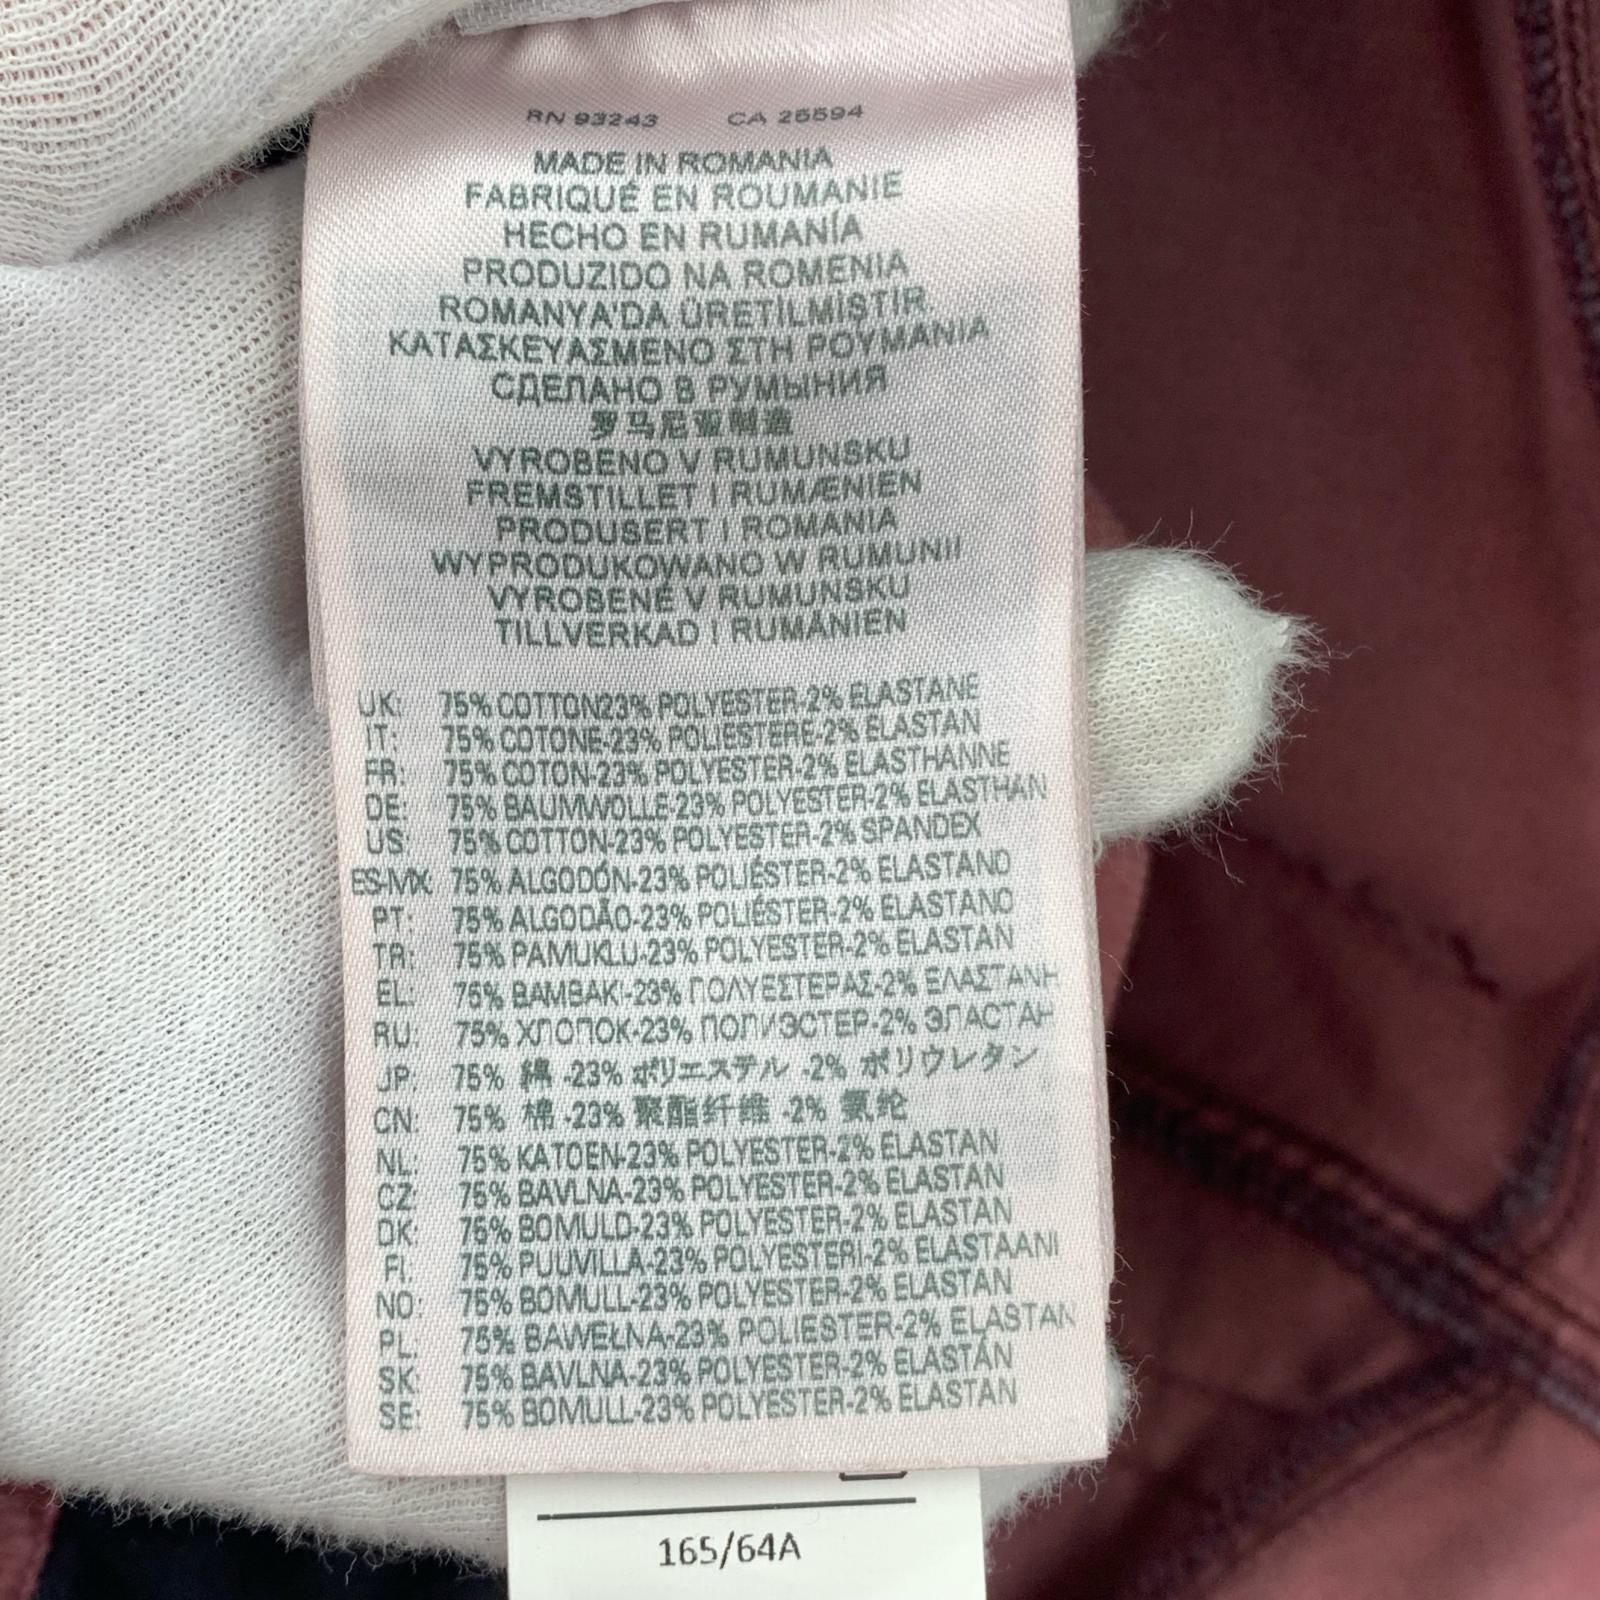 RN 93243 CA 25594
MADE IN ROMANIA
FABRIQUÉ EN ROUMANIE
HECHO EN RUMANÍA
PRODUZIDO NA ROMENIA
ROMANYA'DA ÜRETILMISTIR
ΚΑΤΑΣΚΕΥΑΣΜΕΝΟ ΣΤΗ ΡΟΥΜΑΝΙΑ
СДЕЛАНО В РУМЫНИЯ
罗马尼亚制造
VYROBENO V RUMUNSKU
FREMSTILLET I RUMÆNIEN
PRODUSERT I ROMANIA
WYPRODUKOWANO W RUMUNII
VYROBENÉ V RUMUNSKU
TILLVERKAD I RUMÄNIEN
UK: 75% COTTON23% POLYESTER-2% ELASTANE
IT: 75% COTONE-23% POLIESTERE-2% ELASTAN
FR: 75% COTON-23% POLYESTER-2% ELASTHANNE
DE: 75% BAUMWOLLE-23% POLYESTER-2% ELASTHAN
US: 75% COTTON-23% POLYESTER-2% SPANDEX
ES-MX: 75% ALGODÓN-23% POLIÉSTER-2% ELASTANO
PT: 75% ALGODÃO-23% POLIÉSTER-2% ELASTANO
TR: 75% PAMUKLU-23% POLYESTER-2% ELASTAN
EL: 75% ΒΑΜΒΑΚΙ-23% ΠΟΛΥΕΣΤΕΡΑΣ-2% ΕΛΑΣΤΑΝΗ
RU: 75% ХЛОПОК-23% ПОЛИЭСТЕР-2% ЭЛАСТАН
JP: 75% 綿 -23% ポリエステル -2% ポリウレタン
CN: 75% 棉 -23% 聚酯纤维 -2% 氨纶
NL: 75% KATOEN-23% POLYESTER-2% ELASTAN
CZ: 75% BAVLNA-23% POLYESTER-2% ELASTAN
DK: 75% BOMULD-23% POLYESTER-2% ELASTAN
FI: 75% PUUVILLA-23% POLYESTERI-2% ELASTAANI
NO: 75% BOMULL-23% POLYESTER-2% ELASTAN
PL: 75% BAWEŁNA-23% POLIESTER-2% ELASTAN
SK: 75% BAVLNA-23% POLYESTER-2% ELASTÁN
SE: 75% BOMULL-23% POLYESTER-2% ELASTAN
165/64A